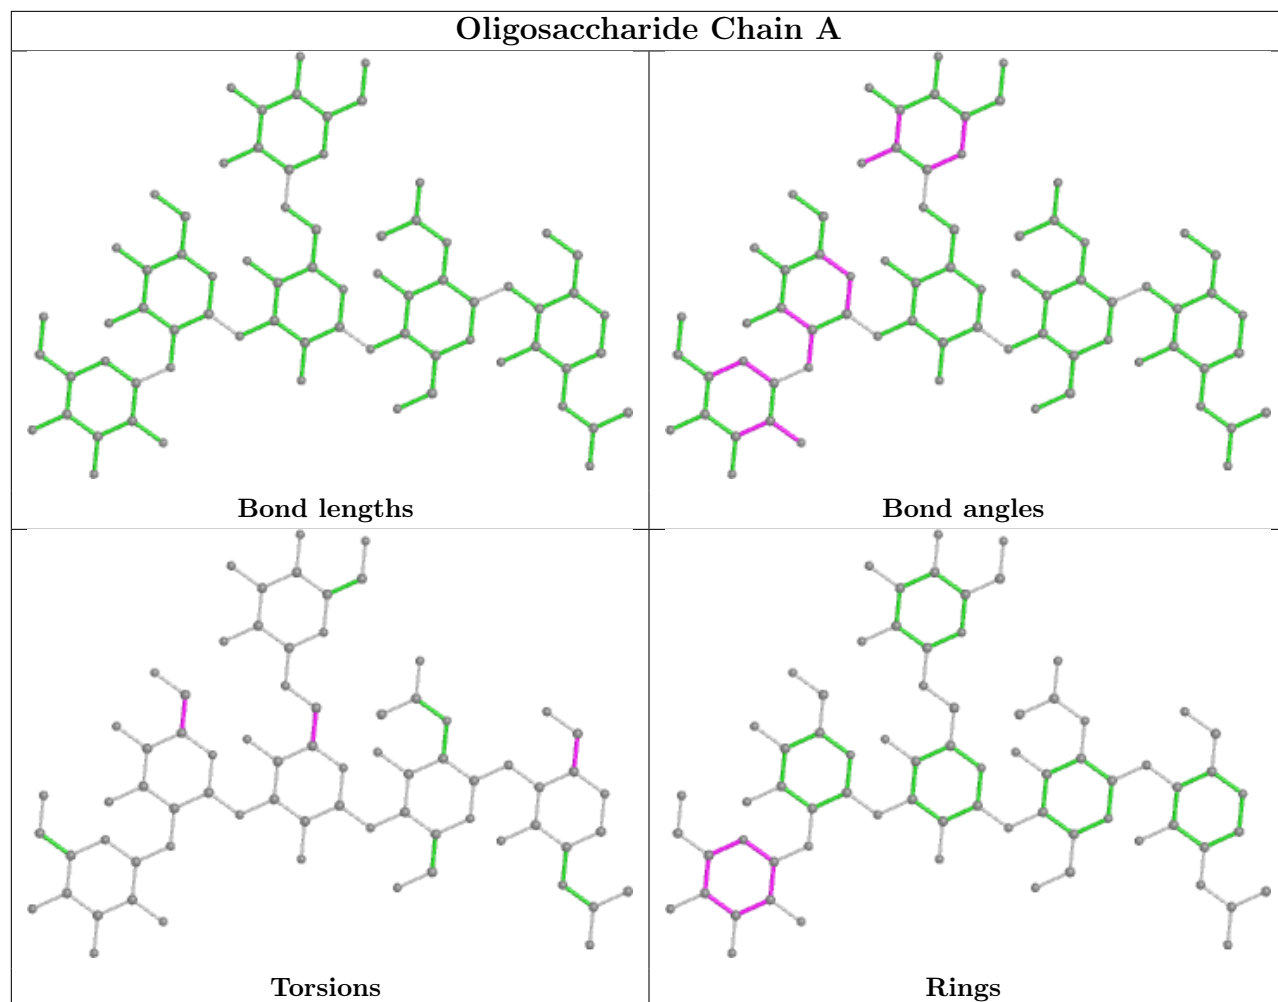 Oligosaccharide Chain A
Bond lengths
Bond angles
Torsions
Rings